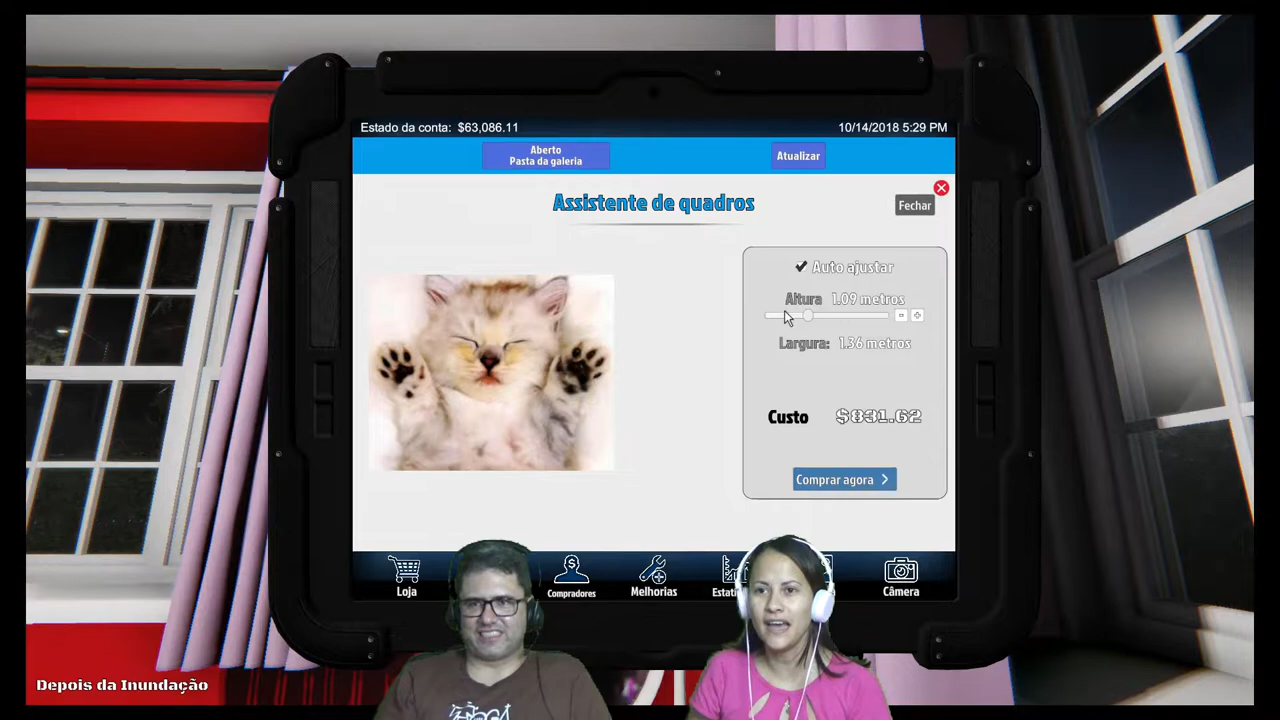 Estado da conta: $63,086.11
10/14/2018 5:29 PM
Aberto
Pasta da galeria
Atualizar
Assistente de quadros
Fechar
Auto ajustar
Altura 1.09 metros
Largura: 1.36 metros
Custo $831.62
Comprar agora
Loja
Compradores
Melhorias
Câmera
Depois da Inundação